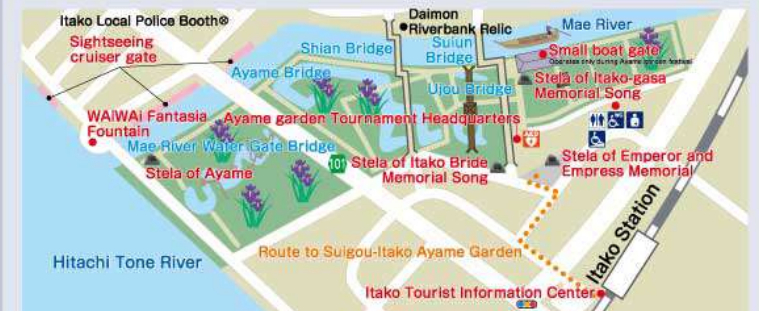 Itako Local Police Booth®
Daimon
Riverbank Relic
Mae River
Sightseeing
cruiser gate
Shian Bridge
Suiun
Bridge
Small boat gate
Operates only during Ayame garden festival
Ayame Bridge
Stela of Itako-gasa
Memorial Song
Ujou Bridge
WAIWAI Fantasia
Fountain
Ayame garden Tournament Headquarters
AED
Mae River Water Gate Bridge
Stela of Ayame
101
Stela of Itako Bride
Memorial Song
Stela of Emperor and
Empress Memorial
Hitachi Tone River
Route to Suigou-Itako Ayame Garden
Itako Station
Itako Tourist Information Center